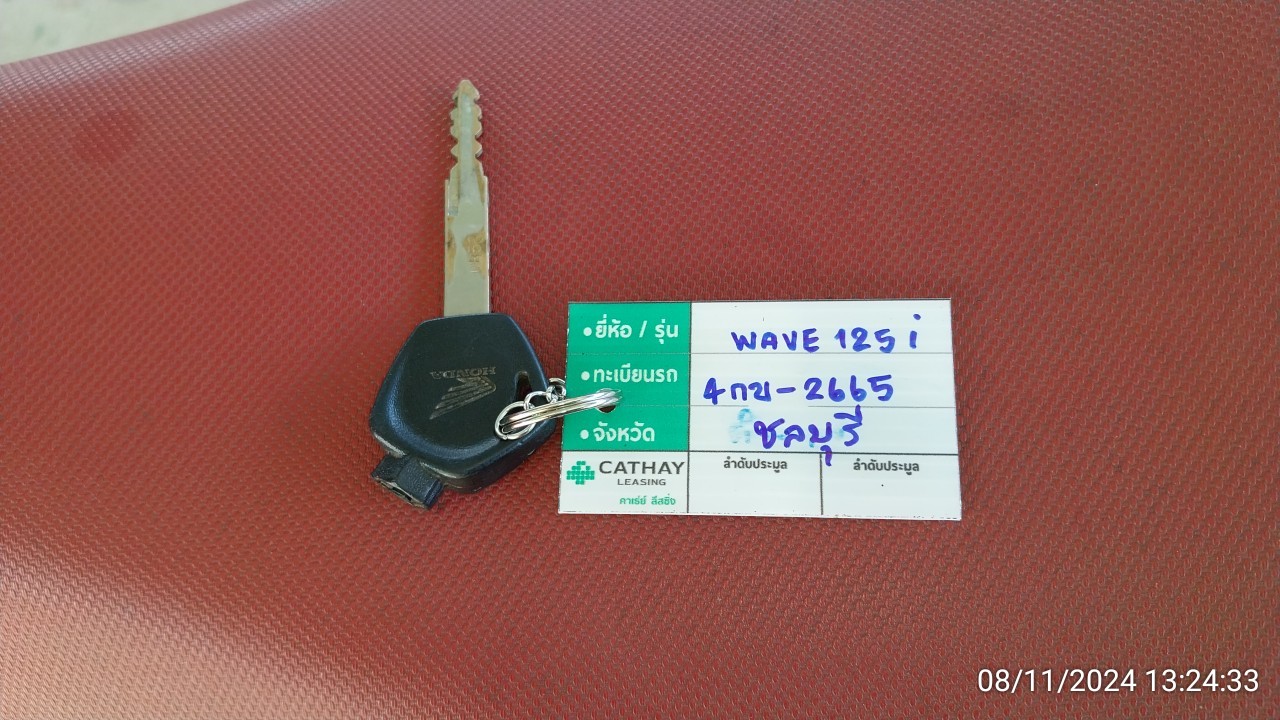 HONDA
•ยี่ห้อ / รุ่น WAVE 125 i
•ทะเบียนรถ 4กข-2665
•จังหวัด ชลบุรี
CATHAY
LEASING
คาเธ่ย์ ลีสซิ่ง
ลำดับประมูล ลำดับประมูล
08/11/2024 13:24:33